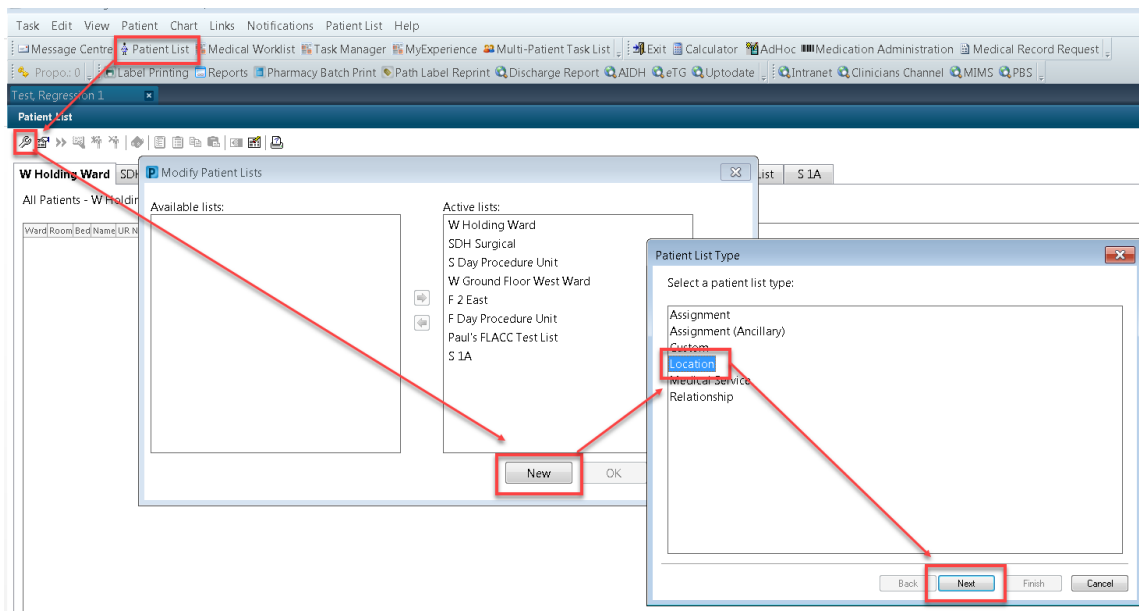 Task Edit View Patient Chart Links Notifications Patient List Help
Message Centre Patient List Medical Worklist Task Manager MyExperience Multi-Patient Task List Exit Calculator AdHoc Medication Administration Medical Record Request
Propo.: 0 Label Printing Reports Pharmacy Batch Print Path Label Reprint Discharge Report AIDH eTG Uptodate Intranet Clinicians Channel MIMS PBS
Test, Regression 1
Patient List
W Holding Ward SDH List S 1A
All Patients - W Holdin
Ward Room Bed Name UR N
P Modify Patient Lists
Available lists:
Active lists:
W Holding Ward
SDH Surgical
S Day Procedure Unit
W Ground Floor West Ward
F 2 East
F Day Procedure Unit
Paul's FLACC Test List
S 1A
New OK
Patient List Type
Select a patient list type:
Assignment
Assignment (Ancillary)
Custom
Location
Medical Service
Relationship
Back Next Finish Cancel